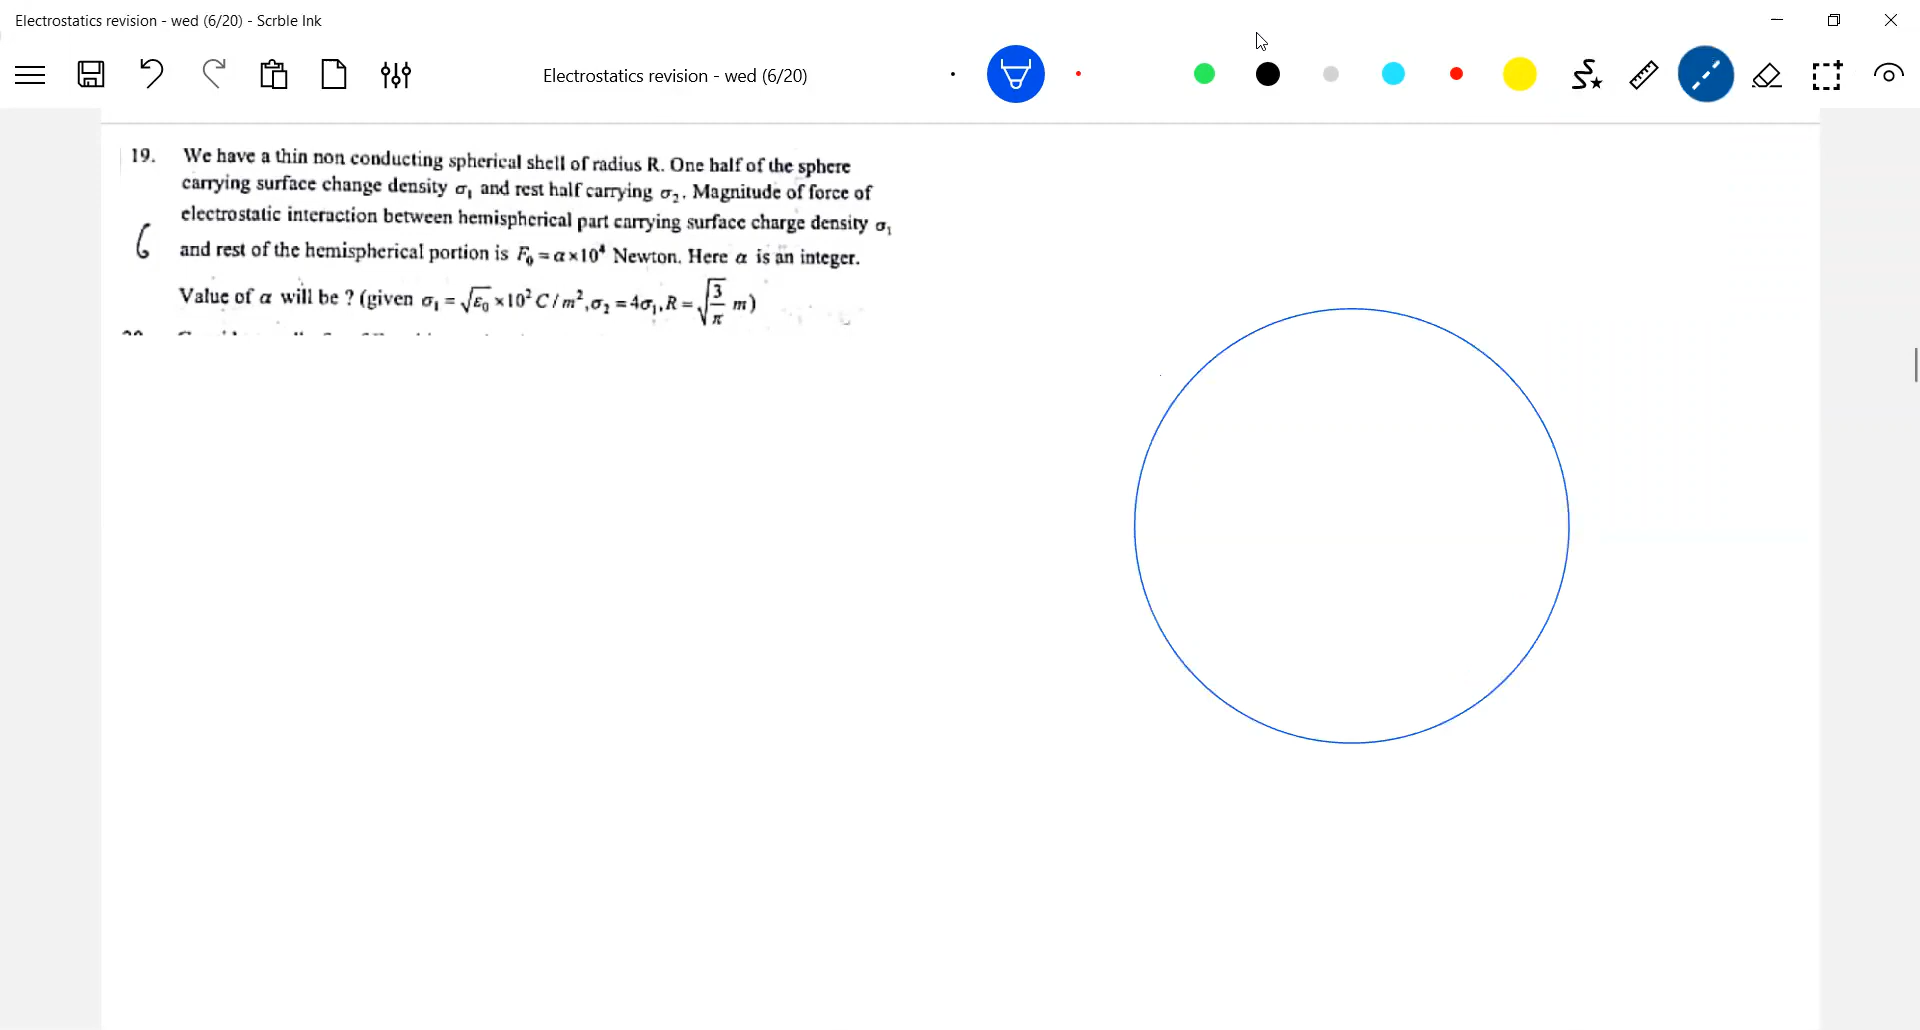 Electrostatics revision - wed (6/20) - Scrble Ink
Electrostatics revision - wed (6/20)
19. We have a thin non conducting spherical shell of radius R. One half of the sphere
carrying surface change density σ₁ and rest half carrying σ₂. Magnitude of force of
electrostatic interaction between hemispherical part carrying surface charge density σ₁
6 and rest of the hemispherical portion is F₀ = α×10⁴ Newton. Here α is an integer.
Value of α will be ? (given σ₁ = √ε₀ ×10² C/m², σ₂ = 4σ₁, R = √(3/π) m)